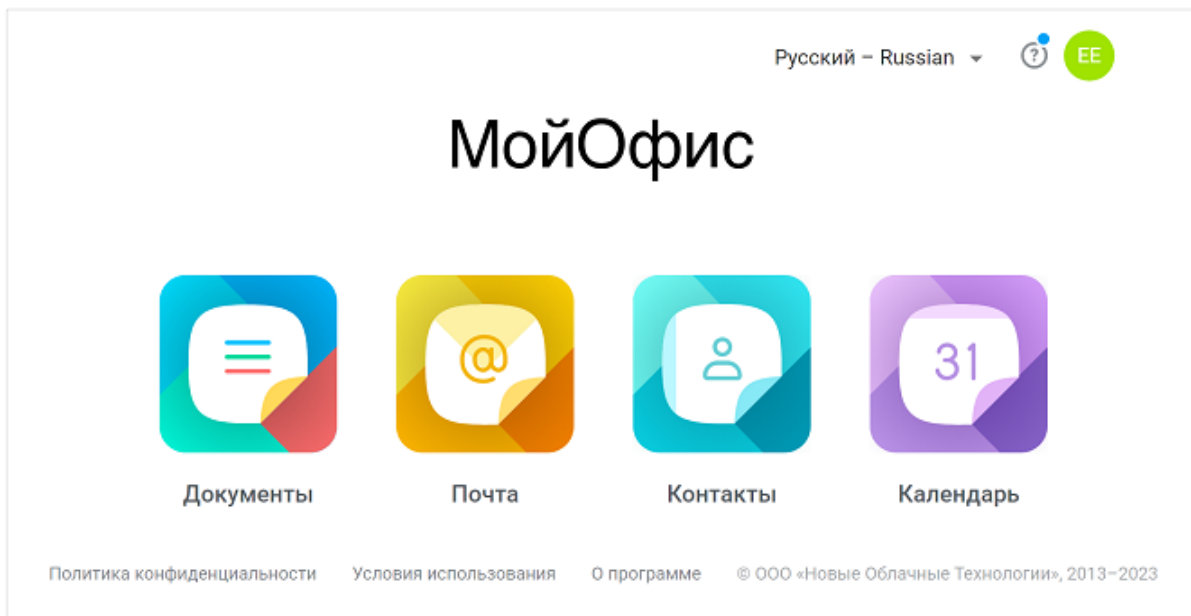 Русский – Russian
EE
МойОфис
@
31
Документы Почта Контакты Календарь
Политика конфиденциальности Условия использования О программе © ООО «Новые Облачные Технологии», 2013–2023